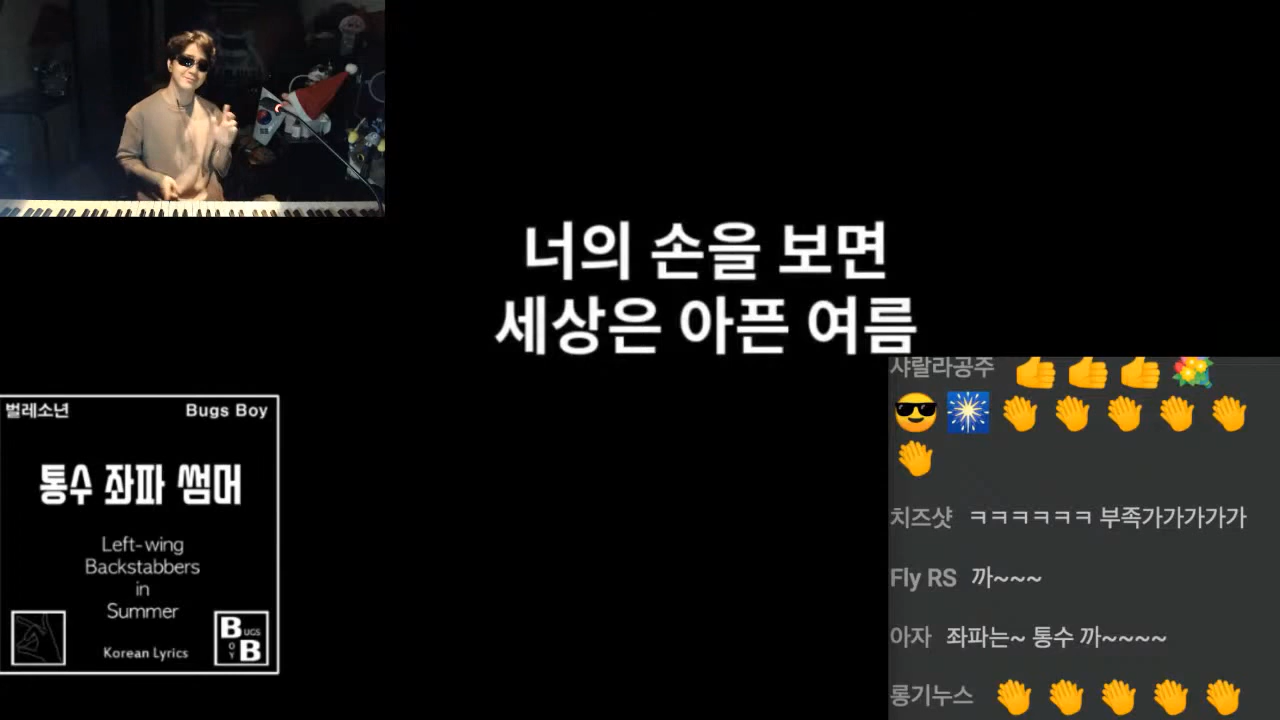 너의 손을 보면
세상은 아픈 여름
샤랄라공주 👍👍👍💐
😎🎆👏👏👏👏👏
👏
치즈샷 ㅋㅋㅋㅋㅋㅋ 부족가가가가가
Fly RS 까~~~
아자 좌파는~ 통수 까~~~~
롱기누스 👏👏👏👏👏
벌레소년 Bugs Boy
통수 좌파 썸머
Left-wing
Backstabbers
in
Summer
Korean Lyrics
BUGS
BOY